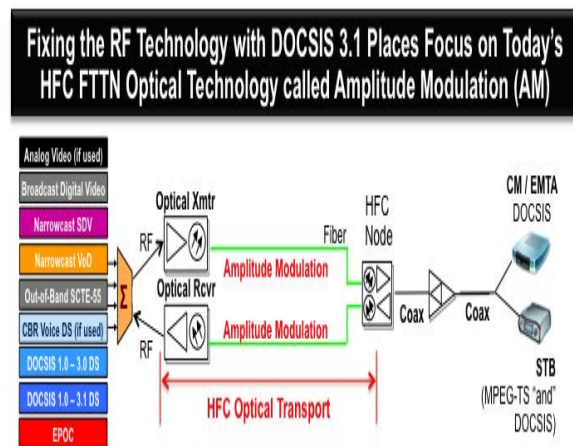 Fixing the RF Technology with DOCSIS 3.1 Places Focus on Today's
HFC FTTN Optical Technology called Amplitude Modulation (AM)
Analog Video (if used)
Broadcast Digital Video
Narrowcast SDV
Narrowcast VoD
Out-of-Band SCTE-55
CBR Voice DS (if used)
DOCSIS 1.0 – 3.0 DS
DOCSIS 1.0 – 3.1 DS
EPOC
Σ
RF
RF
Optical Xmtr
Optical Rcvr
Fiber
Amplitude Modulation
Amplitude Modulation
HFC Optical Transport
HFC
Node
Coax
Coax
CM / EMTA
DOCSIS
STB
(MPEG-TS "and"
DOCSIS)